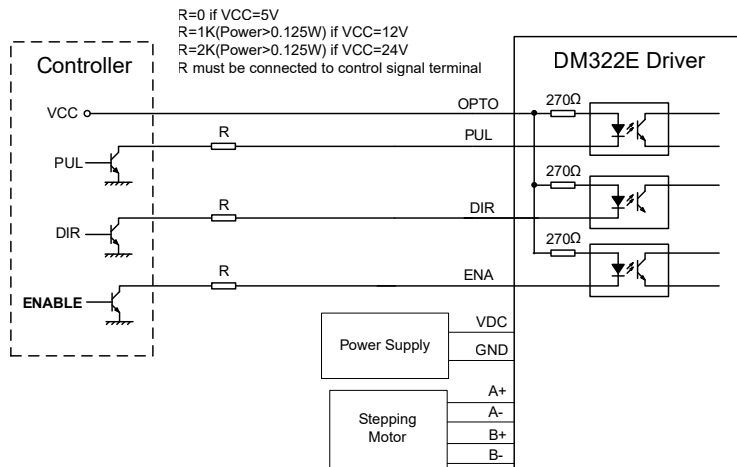 R=0 if VCC=5V
R=1K(Power>0.125W) if VCC=12V
R=2K(Power>0.125W) if VCC=24V
R must be connected to control signal terminal
Controller
DM322E Driver
VCC
OPTO
270Ω
R
PUL
PUL
270Ω
R
DIR
DIR
270Ω
R
ENA
ENABLE
Power Supply
VDC
GND
Stepping
Motor
A+
A-
B+
B-